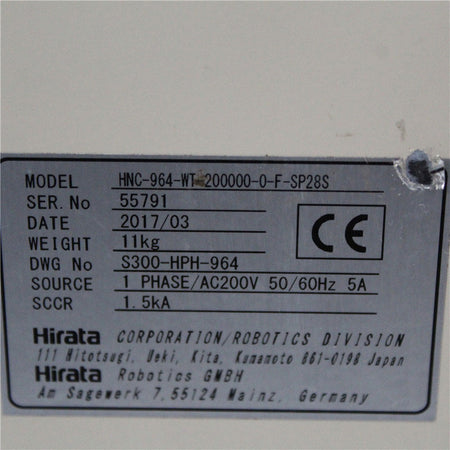 MODEL HNC-964-WT-200000-0-F-SP28S
SER.No 55791
DATE 2017/03
WEIGHT 11kg
DWG No S300-HPH-964
SOURCE 1 PHASE/AC200V 50/60Hz 5A
SCCR 1.5kA
CE
Hirata CORPORATION/ROBOTICS DIVISION
111 Hitotsugi, Ueki, Kita, Kumamoto 861-0198 Japan
Hirata Robotics GMBH
Am Sagewerk 7,55124 Mainz, Germany